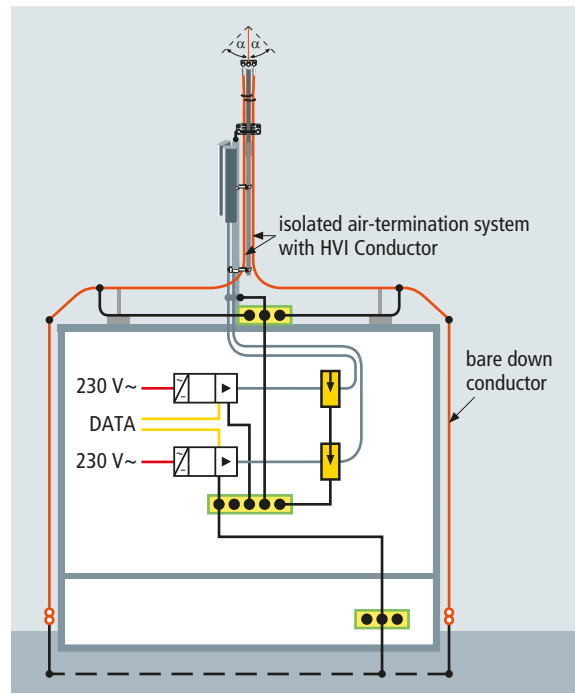 α α
isolated air-termination system
with HVI Conductor
bare down
conductor
230 V~
DATA
230 V~